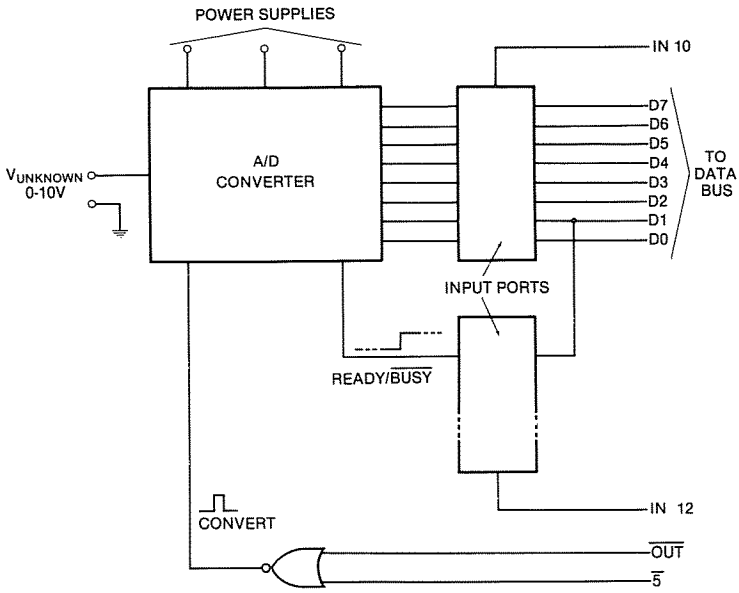 POWER SUPPLIES
IN 10
D7
D6
D5
D4
D3
D2
D1
D0
TO
DATA
BUS
A/D
CONVERTER
VUNKNOWN
0-10V
INPUT PORTS
READY/BUSY
CONVERT
IN 12
OUT
5